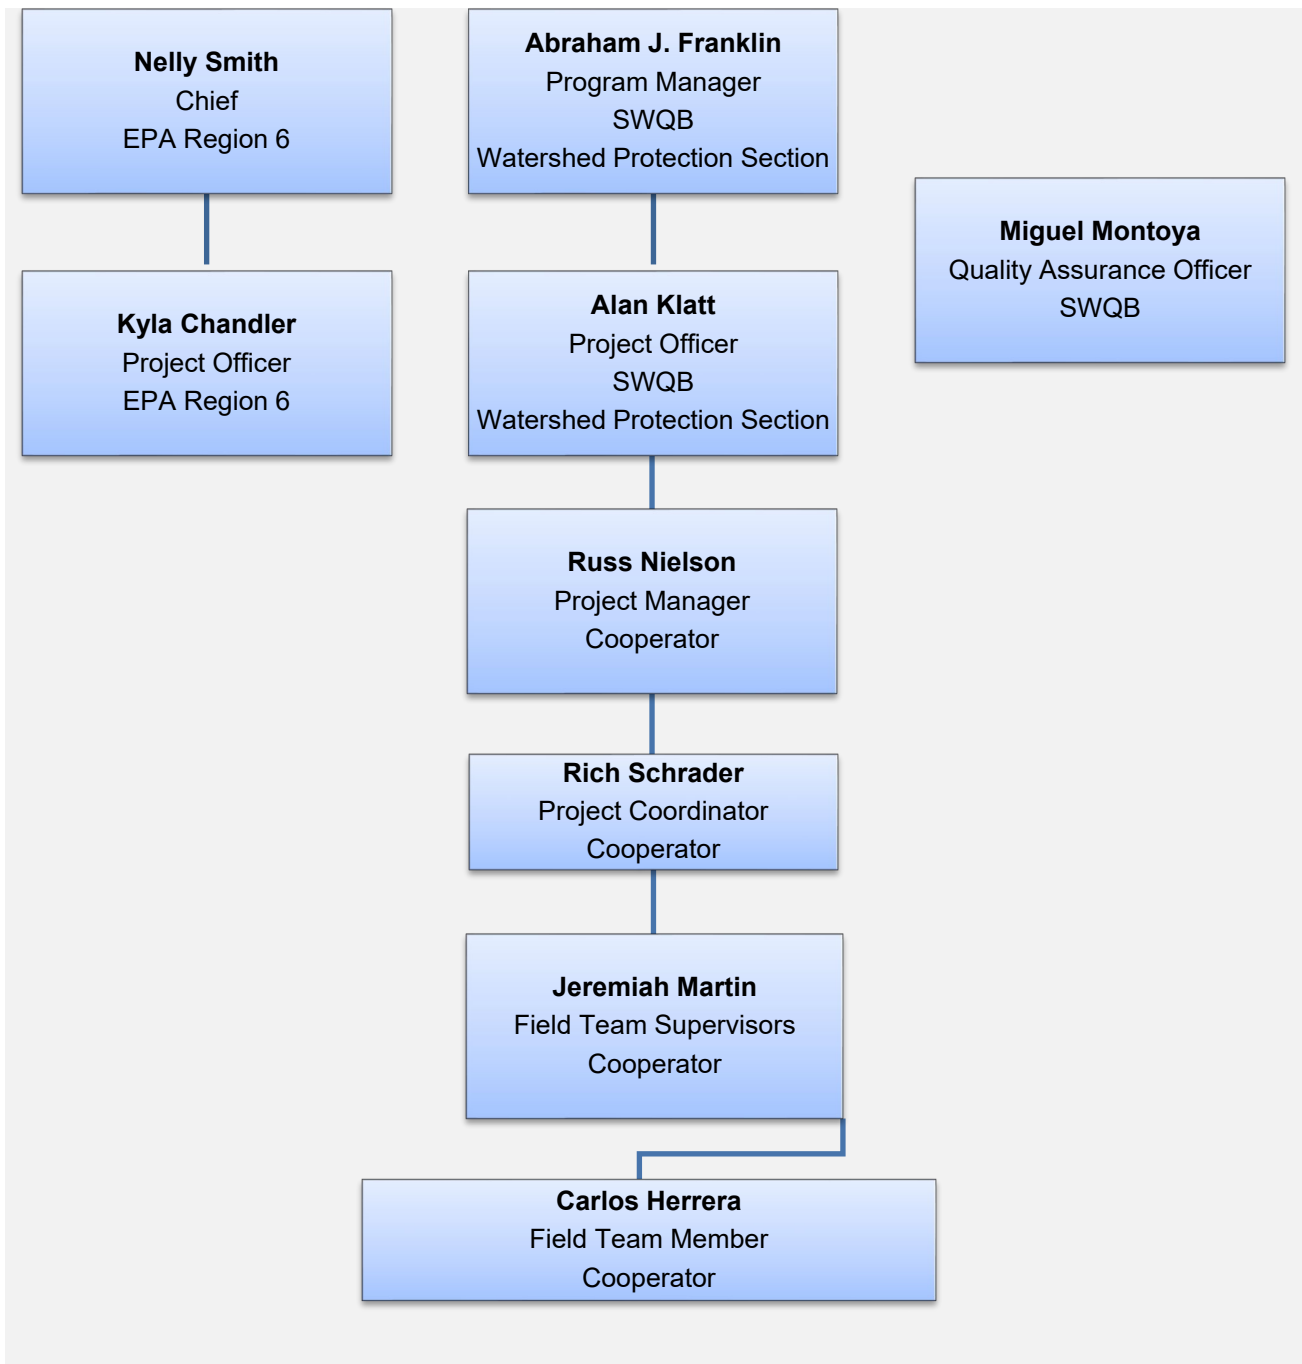 Nelly Smith
Chief
EPA Region 6
Abraham J. Franklin
Program Manager
SWQB
Watershed Protection Section
Miguel Montoya
Quality Assurance Officer
SWQB
Kyla Chandler
Project Officer
EPA Region 6
Alan Klatt
Project Officer
SWQB
Watershed Protection Section
Russ Nielson
Project Manager
Cooperator
Rich Schrader
Project Coordinator
Cooperator
Jeremiah Martin
Field Team Supervisors
Cooperator
Carlos Herrera
Field Team Member
Cooperator